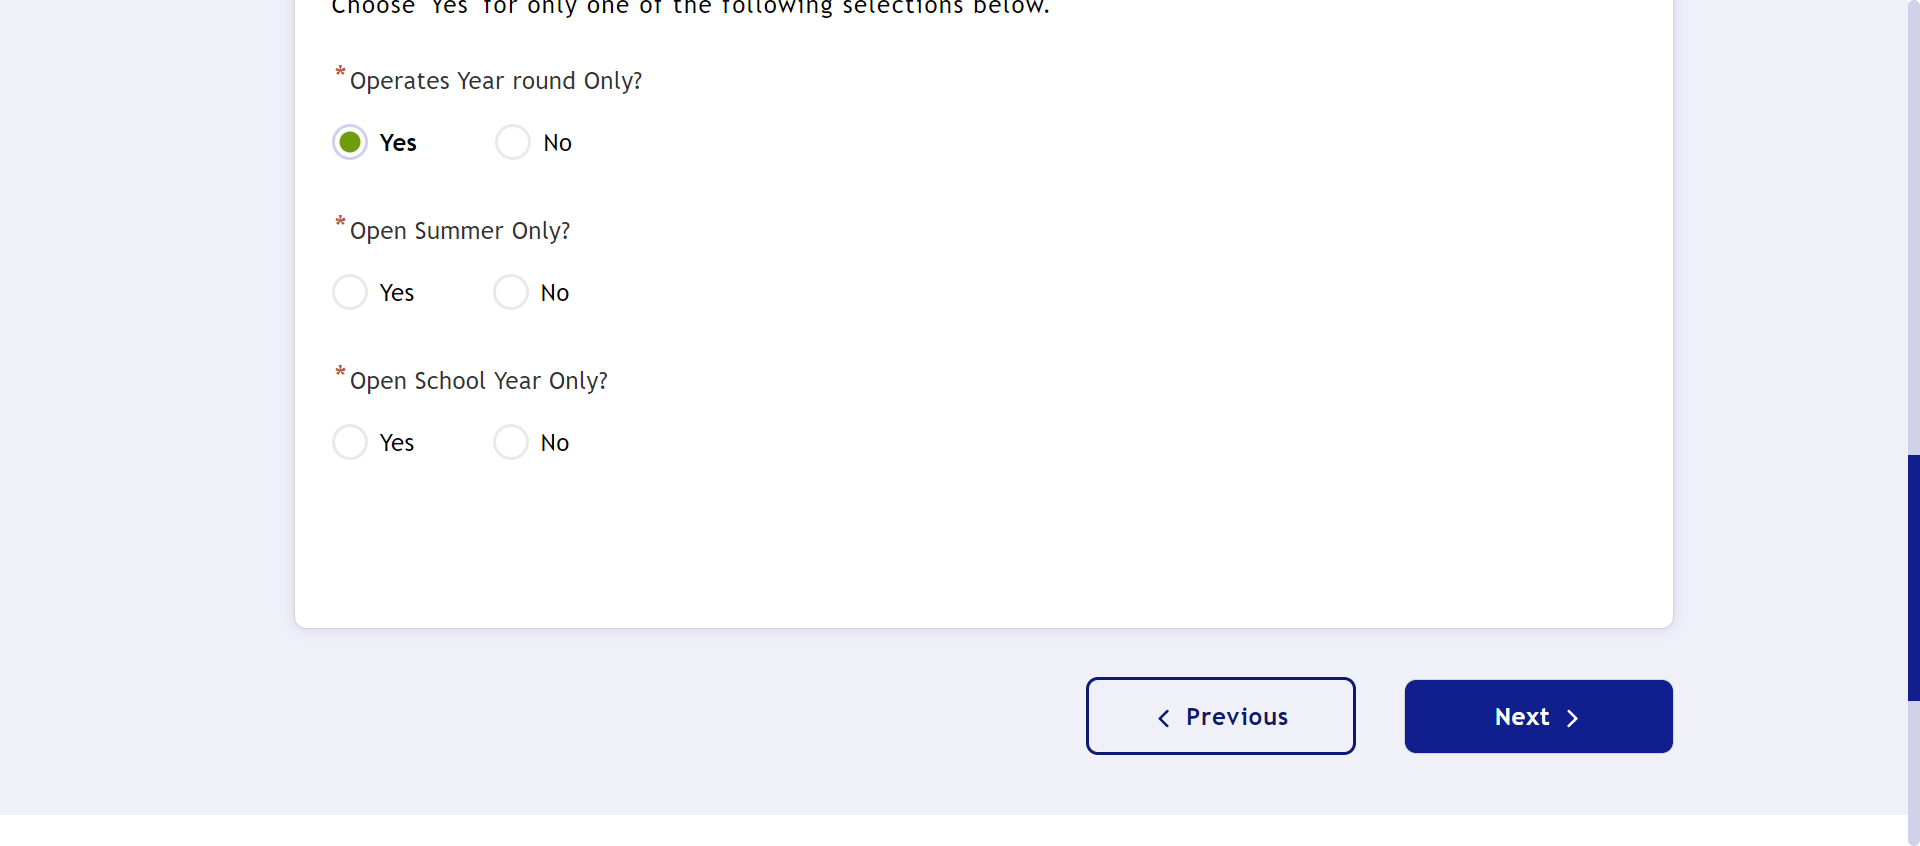 Choose 'Yes' for only one of the following selections below.
*Operates Year round Only?
Yes No
*Open Summer Only?
Yes No
*Open School Year Only?
Yes No
Previous Next